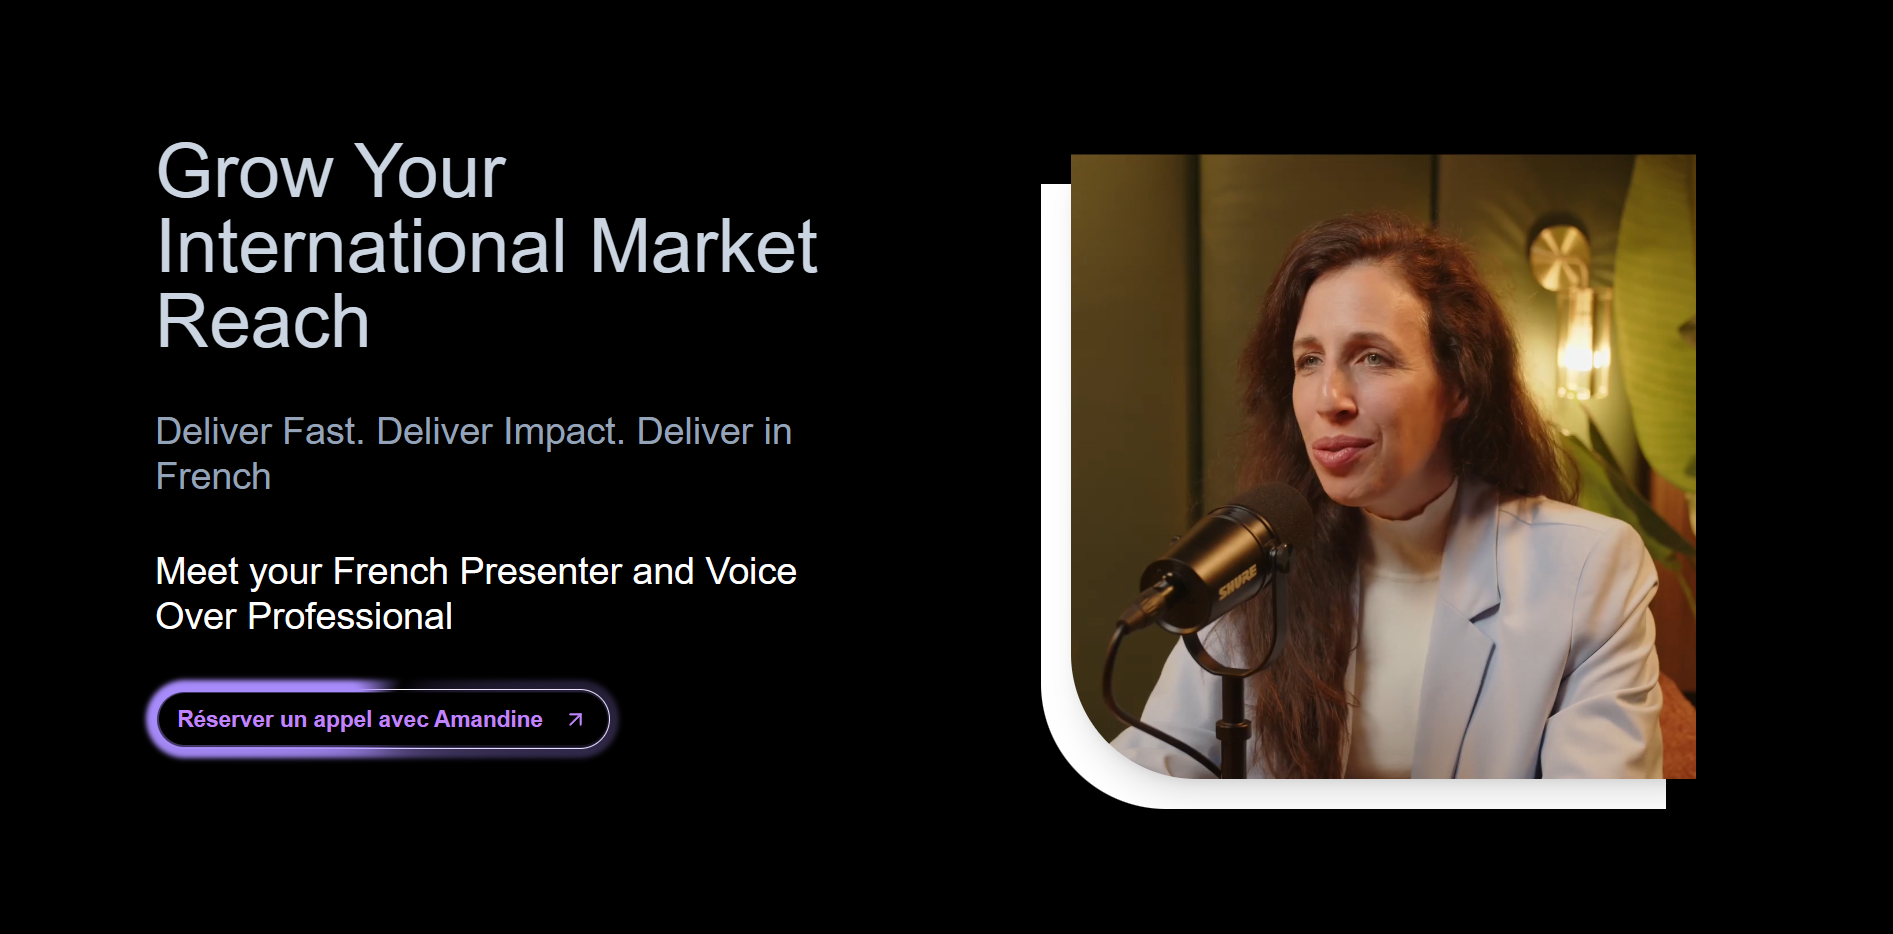 Grow Your
International Market
Reach
Deliver Fast. Deliver Impact. Deliver in
French
Meet your French Presenter and Voice
Over Professional
Réserver un appel avec Amandine
SHURE